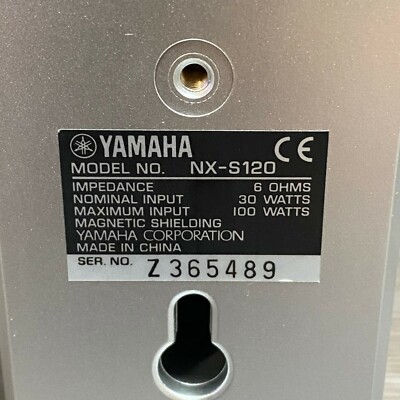 YAMAHA CE
MODEL NO. NX-S120
IMPEDANCE 6 OHMS
NOMINAL INPUT 30 WATTS
MAXIMUM INPUT 100 WATTS
MAGNETIC SHIELDING
YAMAHA CORPORATION
MADE IN CHINA
SER. NO. Z 365489